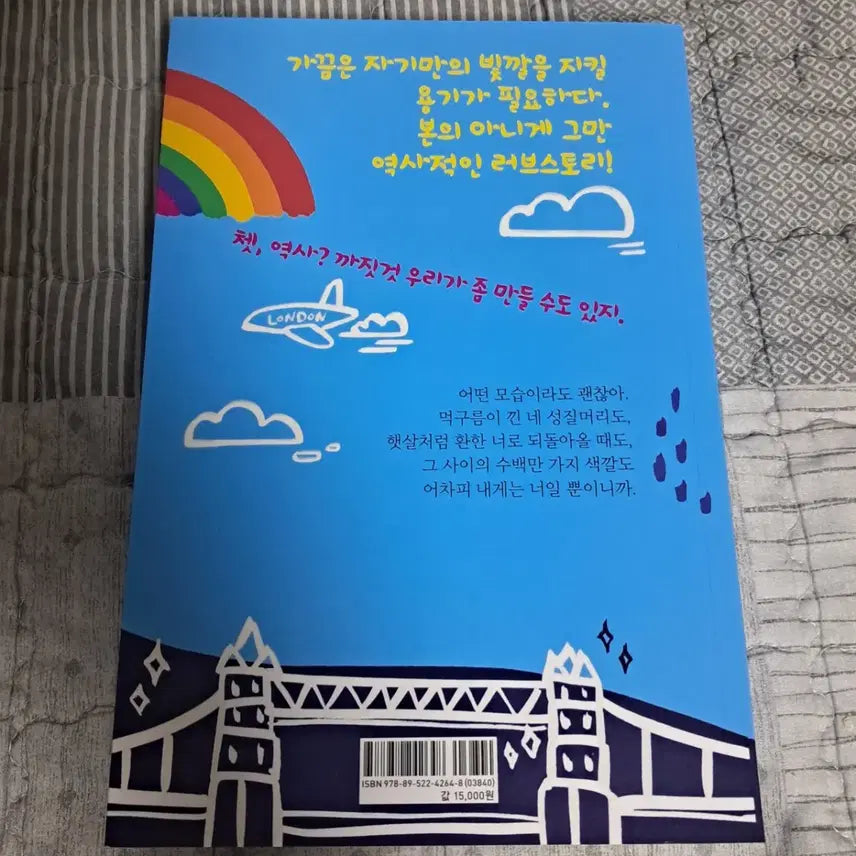 가끔은 자기만의 빛깔을 지킬
용기가 필요하다.
본의 아니게 그만
역사적인 러브스토리!
쳇, 역사? 까짓것 우리가 좀 만들 수도 있지.
LONDON
어떤 모습이라도 괜찮아.
먹구름이 낀 네 성질머리도,
햇살처럼 환한 너로 되돌아올 때도,
그 사이의 수백만 가지 색깔도
어차피 내게는 너일 뿐이니까.
ISBN 978-89-522-4264-8 (03840)
값 15,000원